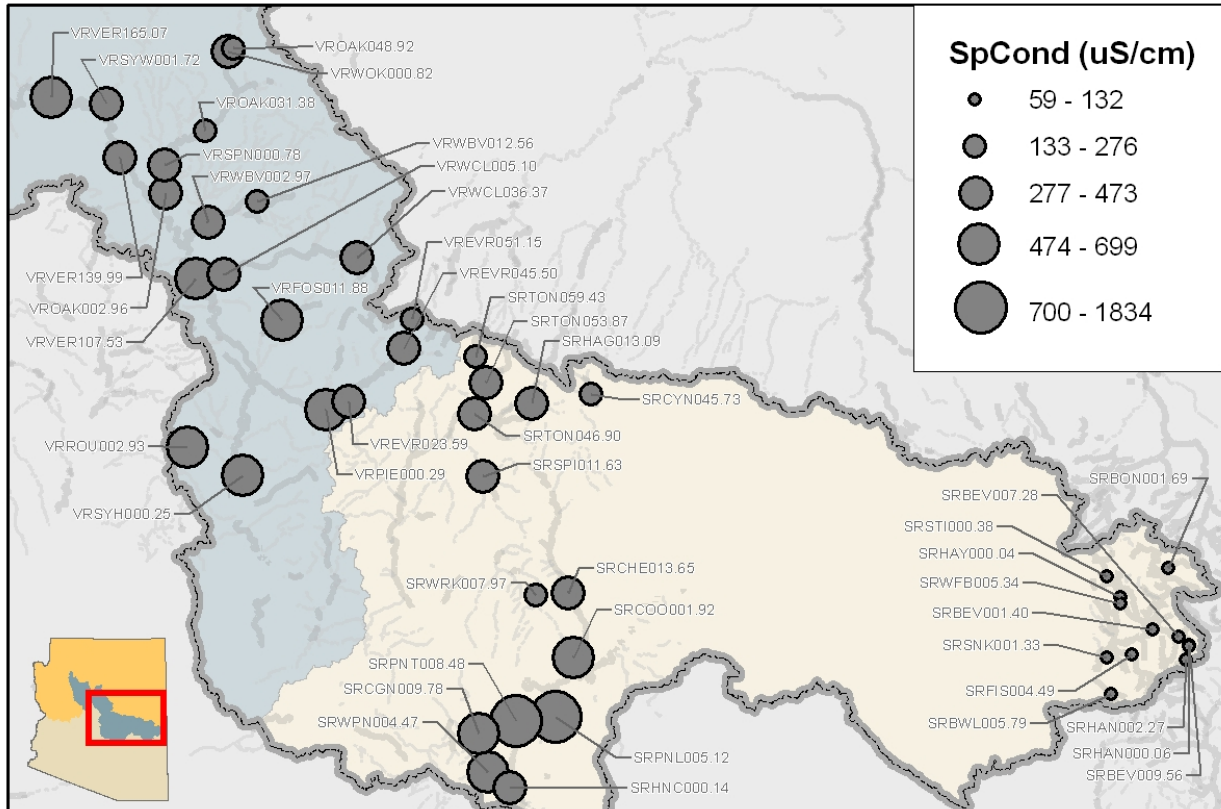 VRVER165.07
VRSYW001.72
VROAK048.92
VRWOK000.82
VROAK031.38
VRSPN000.78
VRWBV012.56
VRWBV002.97
VRWCL005.10
VRWCL036.37
VREVR051.15
VREVR045.50
VRVER139.99
VROAK002.96
VRFOS011.88
VRVER107.53
SRTON059.43
SRTON053.87
SRHAG013.09
SRCYN045.73
SRTON046.90
VRROU002.93
VREVR023.59
VRPIE000.29
SRSPI011.63
VRSYH000.25
SRBON001.69
SRBEV007.28
SRSTI000.38
SRHAY000.04
SRWFB005.34
SRBEV001.40
SRSNK001.33
SRFIS004.49
SRBWL005.79
SRHAN002.27
SRHAN000.06
SRBEV009.56
SRWRK007.97
SRCHE013.65
SRCOO001.92
SRPNT008.48
SRCGN009.78
SRWPN004.47
SRPNL005.12
SRHNC000.14
SpCond (uS/cm)
59 - 132
133 - 276
277 - 473
474 - 699
700 - 1834